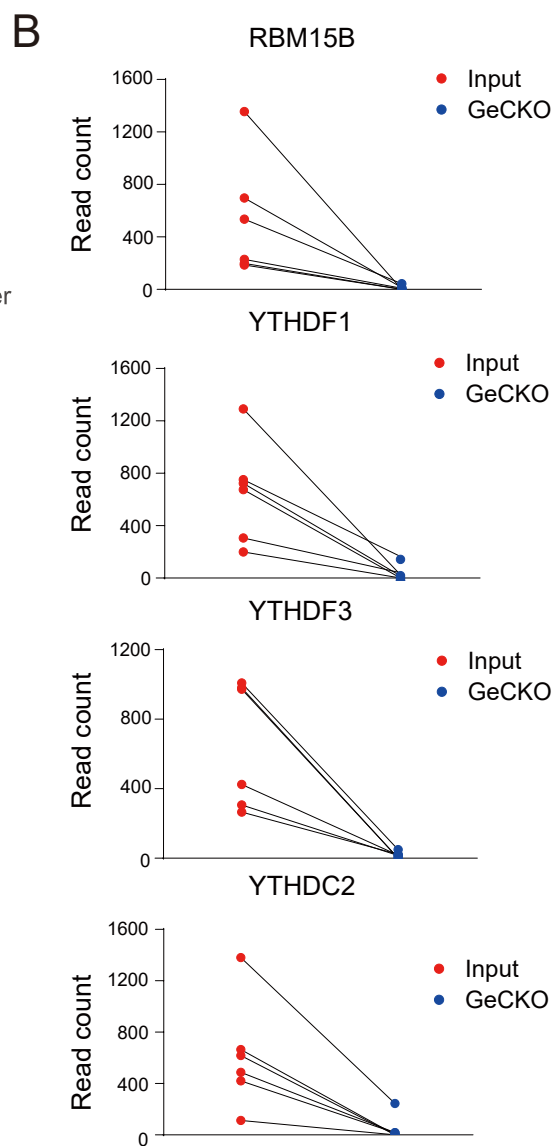 B
RBM15B
Read count
1600
1200
800
400
0
Input
GeCKO
er
YTHDF1
Read count
1600
1200
800
400
0
Input
GeCKO
YTHDF3
Read count
1200
800
400
0
Input
GeCKO
YTHDC2
Read count
1600
1200
800
400
0
Input
GeCKO